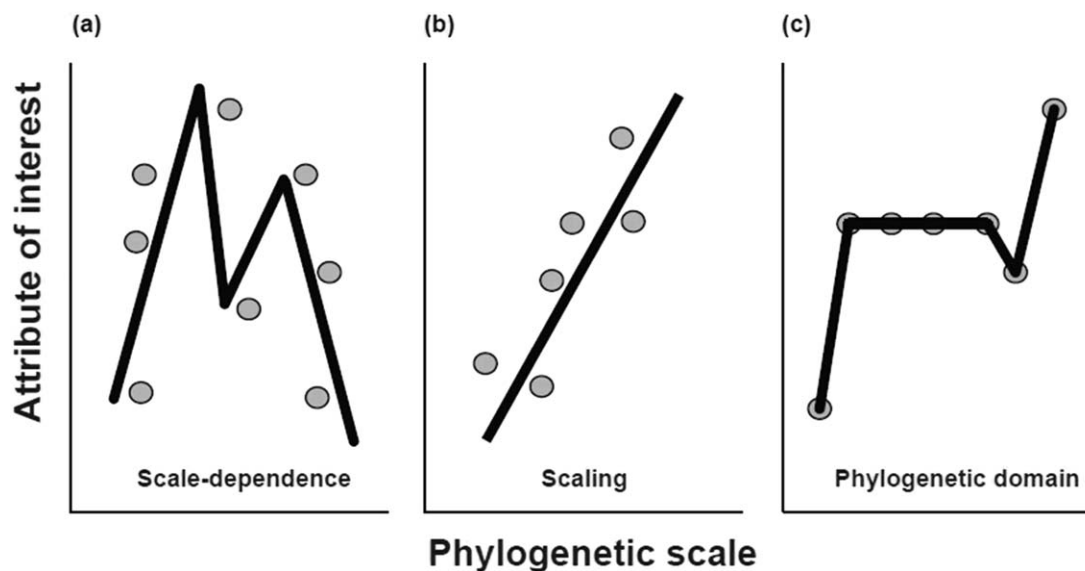 (a)
(b)
(c)
Attribute of interest
Scale-dependence
Scaling
Phylogenetic domain
Phylogenetic scale